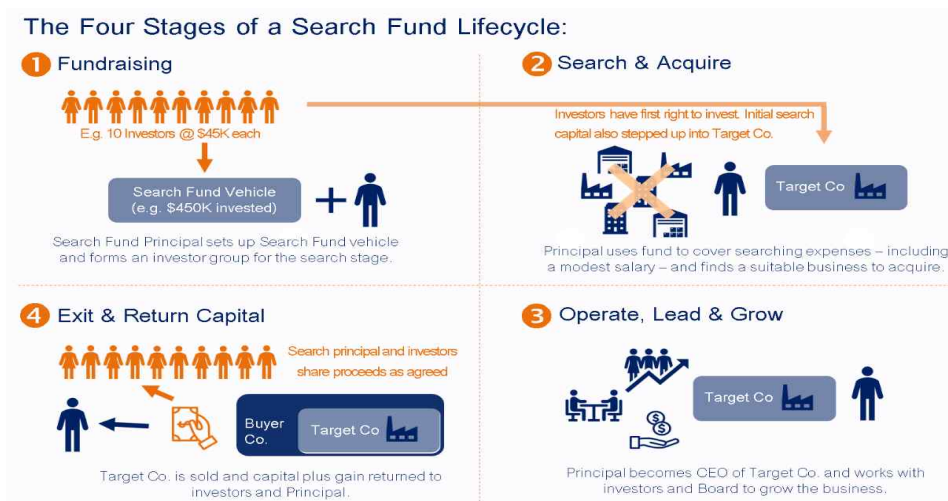 The Four Stages of a Search Fund Lifecycle:
1 Fundraising
E.g. 10 Investors @ $45K each
Search Fund Vehicle
(e.g. $450K invested)
Search Fund Principal sets up Search Fund vehicle
and forms an investor group for the search stage.
2 Search & Acquire
Investors have first right to invest. Initial search
capital also stepped up into Target Co.
Target Co
Principal uses fund to cover searching expenses – including
a modest salary – and finds a suitable business to acquire.
4 Exit & Return Capital
Search principal and investors
share proceeds as agreed
Buyer
Co.
Target Co
Target Co. is sold and capital plus gain returned to
investors and Principal.
3 Operate, Lead & Grow
Target Co
$
$
Principal becomes CEO of Target Co. and works with
investors and Board to grow the business.